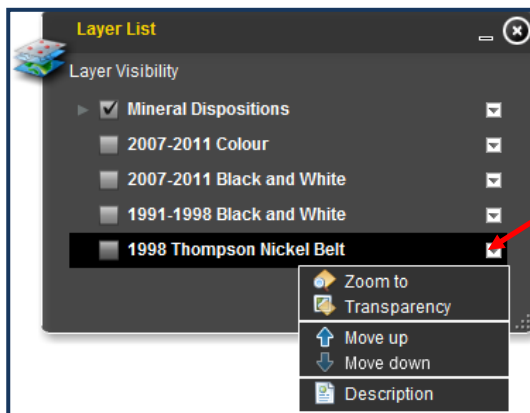 Layer List
Layer Visibility
Mineral Dispositions
2007-2011 Colour
2007-2011 Black and White
1991-1998 Black and White
1998 Thompson Nickel Belt
Zoom to
Transparency
Move up
Move down
Description